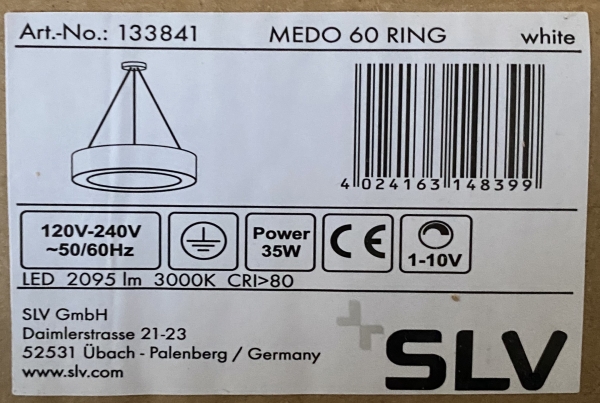 Art.-No.: 133841 MEDO 60 RING white
4 024163 148399
120V-240V
~50/60Hz
Power
35W
CE
1-10V
LED 2095 lm 3000K CRI>80
SLV GmbH
Daimlerstrasse 21-23
52531 Übach - Palenberg / Germany
www.slv.com
SLV